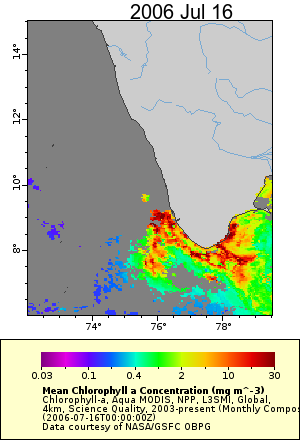 2006 Jul 16
14°
12°
10°
8°
74°
76°
78°
0.03
0.1
0.4
1
3
10
30
Mean Chlorophyll a Concentration (mg m^-3)
Chlorophyll-a, Aqua MODIS, NPP, L3SMI, Global,
4km, Science Quality, 2003-present (Monthly Compos
(2006-07-16T00:00:00Z)
Data courtesy of NASA/GSFC OBPG